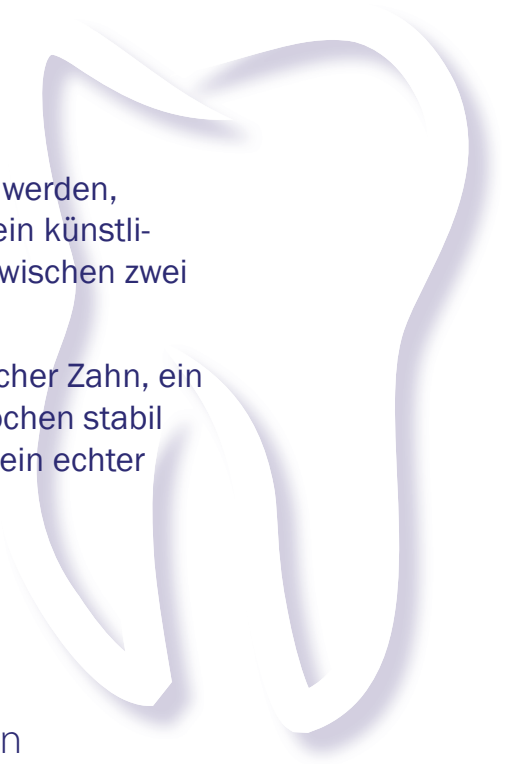 werden,
ein künstli-
wischen zwei
cher Zahn, ein
ochen stabil
ein echter
n